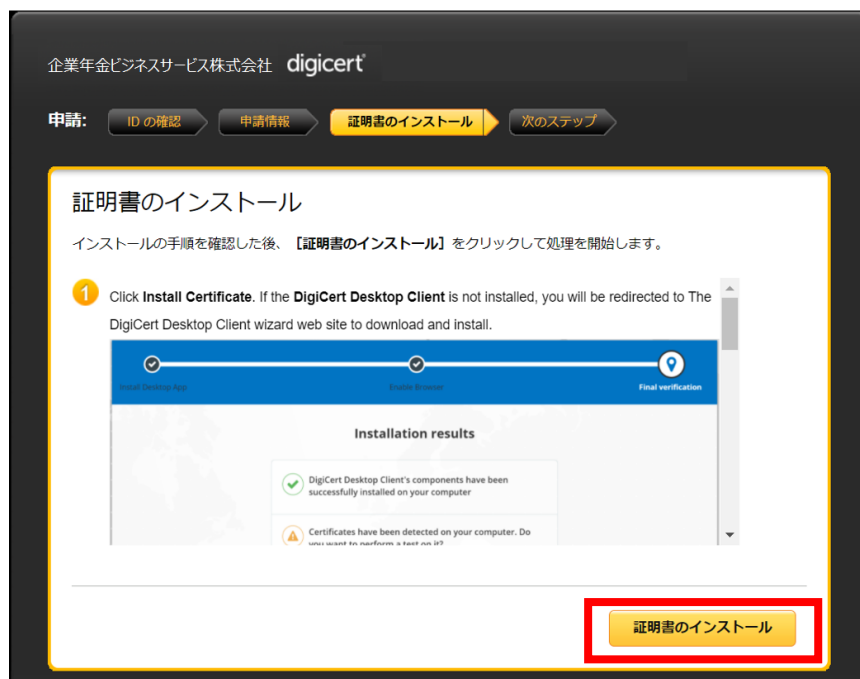 企業年金ビジネスサービス株式会社 digicert®
申請: ID の確認 申請情報 証明書のインストール 次のステップ
証明書のインストール
インストールの手順を確認した後、［証明書のインストール］をクリックして処理を開始します。
1 Click Install Certificate. If the DigiCert Desktop Client is not installed, you will be redirected to The
DigiCert Desktop Client wizard web site to download and install.
Install Desktop App Enable Browser Final verification
Installation results
DigiCert Desktop Client's components have been
successfully installed on your computer
Certificates have been detected on your computer. Do
you want to perform a test on it?
証明書のインストール